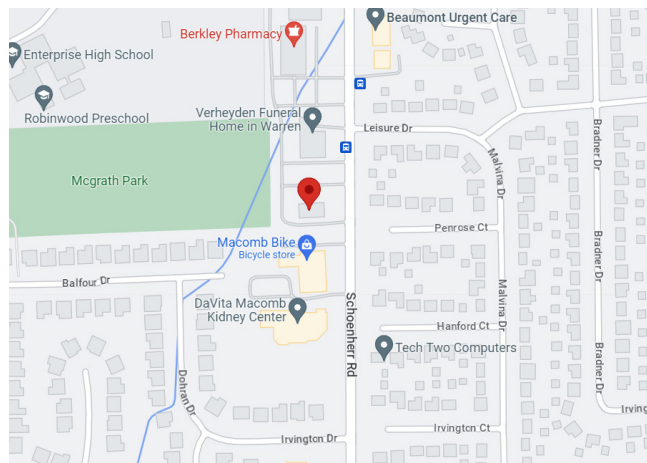 Beaumont Urgent Care
Berkley Pharmacy
Enterprise High School
Robinwood Preschool
Verheyden Funeral
Home in Warren
Leisure Dr
Bradner Dr
Malvina Dr
Mcgrath Park
Penrose Ct
Macomb Bike
Bicycle store
Bradner Dr
Balfour Dr
DaVita Macomb
Kidney Center
Schoenherr Rd
Malvina Dr
Hanford Ct
Tech Two Computers
Bradner Dr
Dohran Dr
Irving
Irvington Dr
Irvington Ct